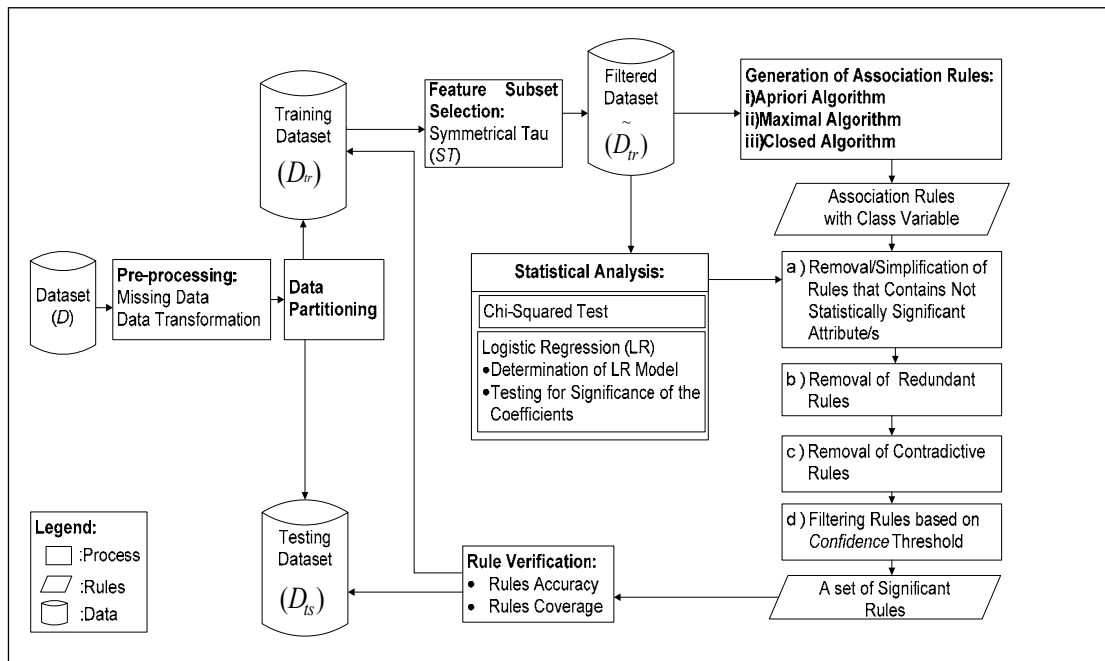 Dataset
(D)
Pre-processing:
Missing Data
Data Transformation
Data
Partitioning
Training
Dataset
(Dtr)
Feature Subset
Selection:
Symmetrical Tau
(ST)
Filtered
Dataset
~
(Dtr)
Generation of Association Rules:
i)Apriori Algorithm
ii)Maximal Algorithm
iii)Closed Algorithm
Association Rules
with Class Variable
Statistical Analysis:
Chi-Squared Test
Logistic Regression (LR)
•Determination of LR Model
•Testing for Significance of the
Coefficients
a) Removal/Simplification of
Rules that Contains Not
Statistically Significant
Attribute/s
b) Removal of Redundant
Rules
c) Removal of Contradictive
Rules
d) Filtering Rules based on
Confidence Threshold
A set of Significant
Rules
Rule Verification:
• Rules Accuracy
• Rules Coverage
Testing
Dataset
(Dts)
Legend:
:Process
:Rules
:Data